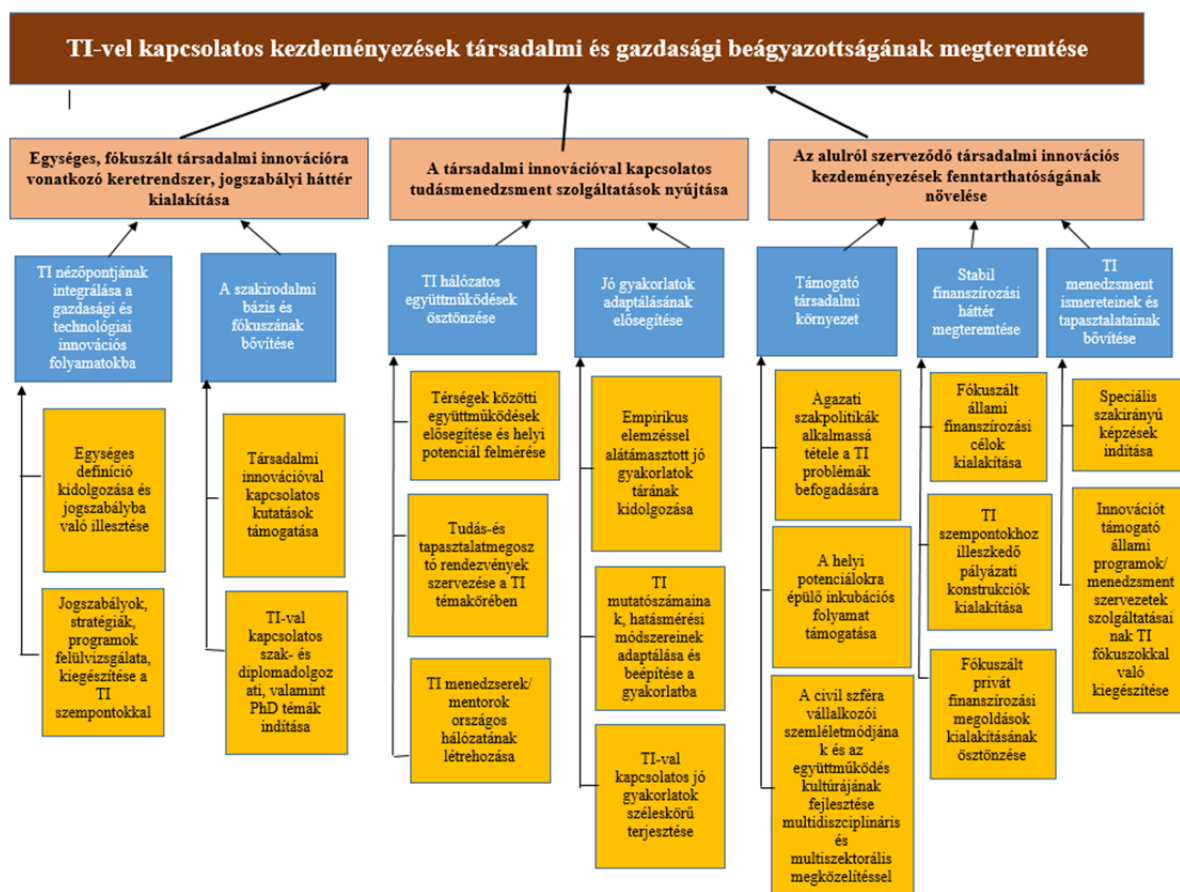 TI-vel kapcsolatos kezdeményezések társadalmi és gazdasági beágyazottságának megteremtése
Egységes, fókuszált társadalmi innovációra
vonatkozó keretrendszer, jogszabályi háttér
kialakítása
A társadalmi innovációval kapcsolatos
tudásmenedzsment szolgáltatások nyújtása
Az alulról szerveződő társadalmi innovációs
kezdeményezések fenntarthatóságának
növelése
TI nézőpontjának
integrálása a
gazdasági és
technológiai
innovációs
folyamatokba
A szakirodalmi
bázis és
fókuszának
bővítése
TI hálózatos
együttműködések
ösztönzése
Jó gyakorlatok
adaptálásának
elősegítése
Támogató
társadalmi
környezet
Stabil
finanszírozási
háttér
megteremtése
TI
menedzsment
ismereteinek és
tapasztalatainak
bővítése
Egységes
definíció
kidolgozása és
jogszabályba
való illesztése
Jogszabályok,
stratégiák,
programok
felülvizsgálata,
kiegészítése a TI
szempontokkal
Társadalmi
innovációval
kapcsolatos
kutatások
támogatása
TI-val
kapcsolatos
szak- és
diplomadolgoz
ati, valamint
PhD témák
indítása
Térségek közötti
együttműködések
elősegítése és helyi
potenciál felmérése
Tudás-és
tapasztalatmegosz
tó rendezvények
szervezése a TI
témakörében
TI menedzserek/
mentorok
országos
hálózatának
létrehozása
Empirikus
elemzéssel
alátámasztott jó
gyakorlatok
tárának
kidolgozása
TI
mutatószámaina
k, hatásmérési
módszereinek
adaptálása és
beépítése a
gyakorlatba
TI-val
kapcsolatos jó
gyakorlatok
széleskörű
terjesztése
Ágazati
szakpolitikák
alkalmassá
tétele a TI
problémák
befogadására
A helyi
potenciálokra
épülő inkubációs
folyamat
támogatása
A civil szféra
vállalkozói
szemléletmódján
ak és az
együttműködés
kultúrájának
fejlesztése
multidiszciplináris
és
multiszektorális
megközelítéssel
Fókuszált
állami
finanszírozási
célok
kialakítása
TI
szempontokhoz
illeszkedő
pályázati
konstrukciók
kialakítása
Fókuszált
privát
finanszírozási
megoldások
kialakításának
ösztönzése
Speciális
szakirányú
képzések
indítása
Innovációt
támogató
állami
programok/
menedzsment
szervezetek
szolgáltatásai
nak TI
fókuszokkal
való
kiegészítése